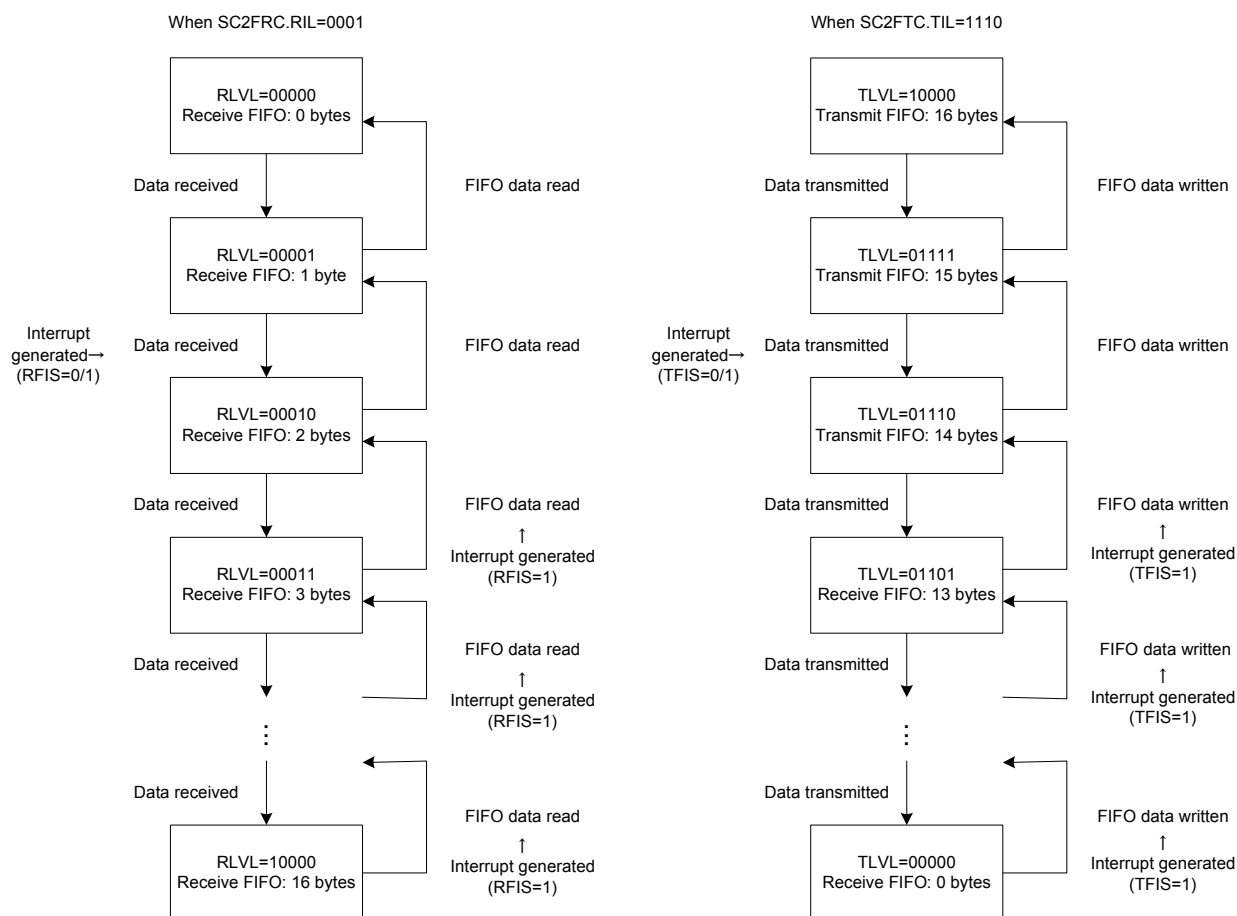 When SC2FRC.RIL=0001
RLVL=00000
Receive FIFO: 0 bytes
Data received
FIFO data read
RLVL=00001
Receive FIFO: 1 byte
Interrupt
generated→
(RFIS=0/1)
Data received
FIFO data read
RLVL=00010
Receive FIFO: 2 bytes
Data received
FIFO data read
↑
Interrupt generated
(RFIS=1)
RLVL=00011
Receive FIFO: 3 bytes
Data received
FIFO data read
↑
Interrupt generated
(RFIS=1)
⋮
Data received
FIFO data read
↑
Interrupt generated
(RFIS=1)
RLVL=10000
Receive FIFO: 16 bytes
When SC2FTC.TIL=1110
TLVL=10000
Transmit FIFO: 16 bytes
Data transmitted
FIFO data written
TLVL=01111
Transmit FIFO: 15 bytes
Interrupt
generated→
(TFIS=0/1)
Data transmitted
FIFO data written
TLVL=01110
Transmit FIFO: 14 bytes
Data transmitted
FIFO data written
↑
Interrupt generated
(TFIS=1)
TLVL=01101
Receive FIFO: 13 bytes
Data transmitted
FIFO data written
↑
Interrupt generated
(TFIS=1)
⋮
Data transmitted
FIFO data written
↑
Interrupt generated
(TFIS=1)
TLVL=00000
Receive FIFO: 0 bytes